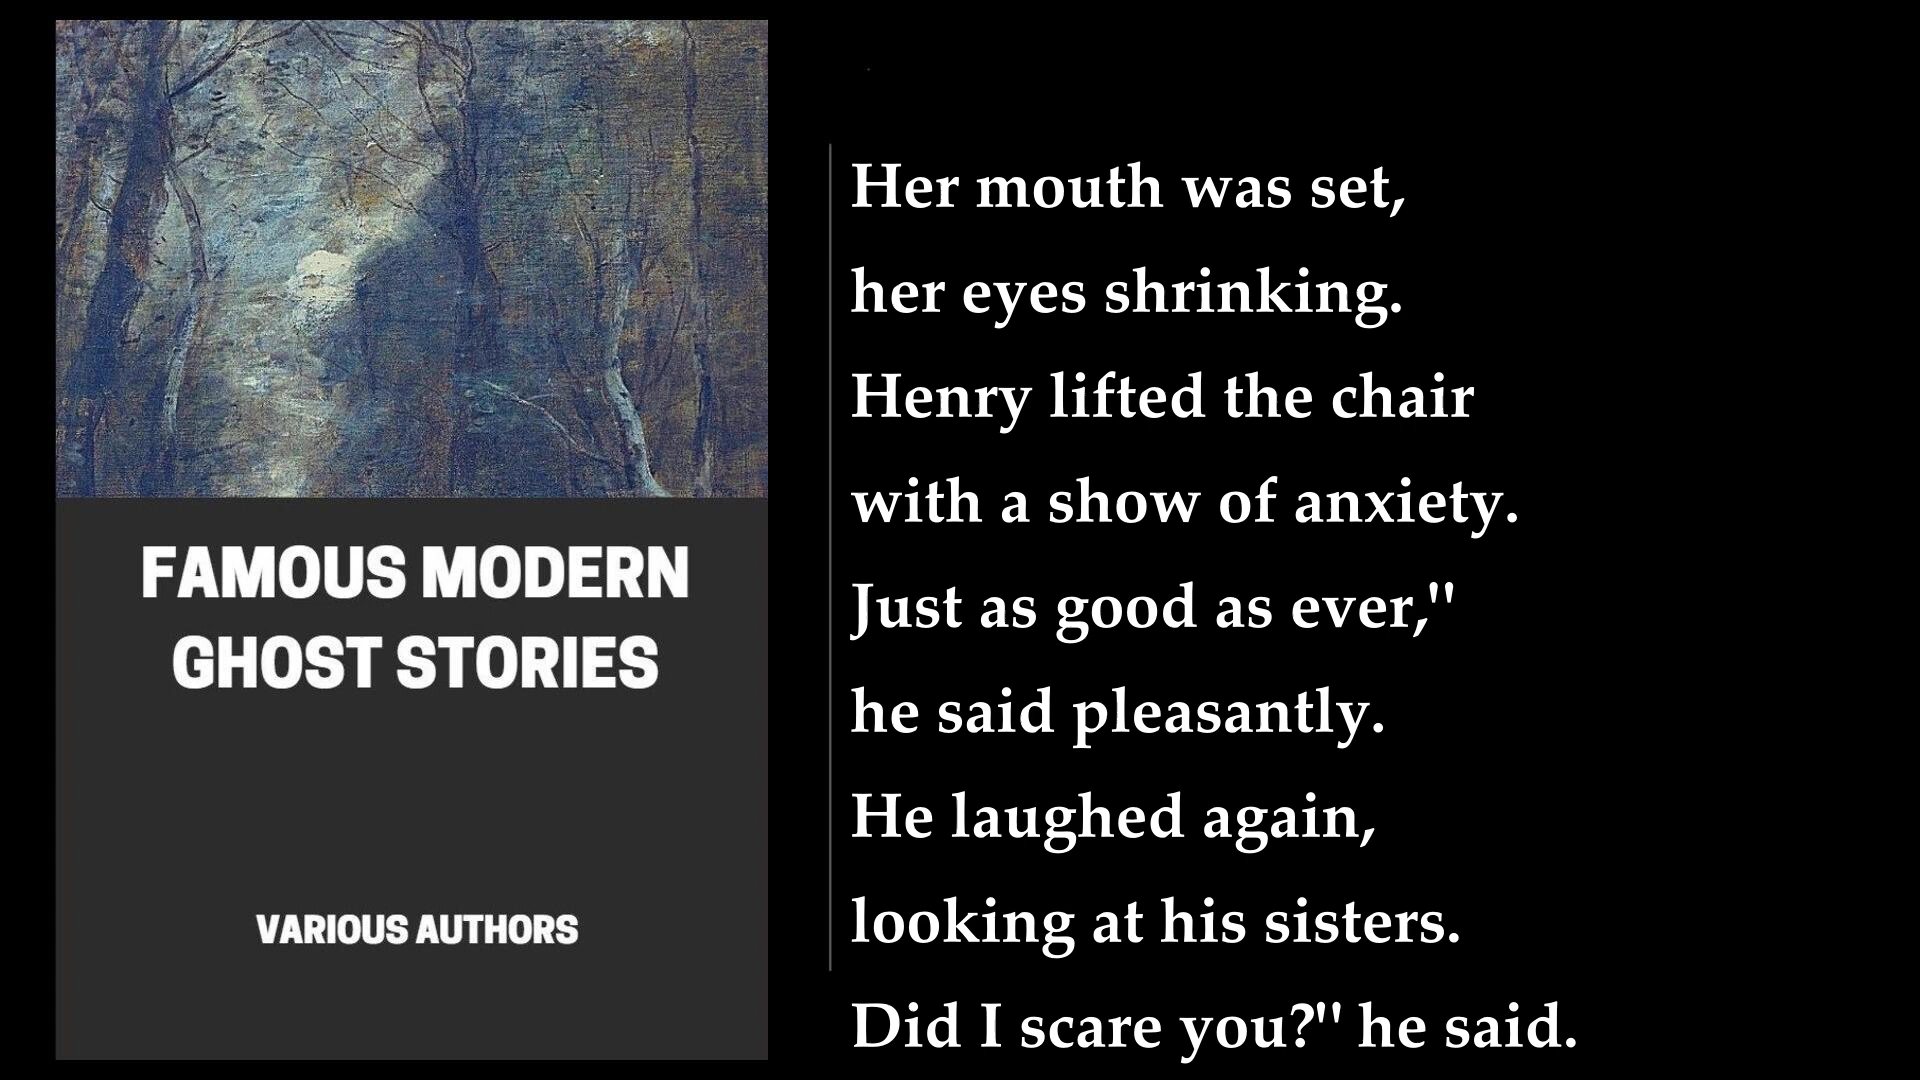 FAMOUS MODERN
GHOST STORIES
VARIOUS AUTHORS
Her mouth was set,
her eyes shrinking.
Henry lifted the chair
with a show of anxiety.
Just as good as ever,"
he said pleasantly.
He laughed again,
looking at his sisters.
Did I scare you?" he said.